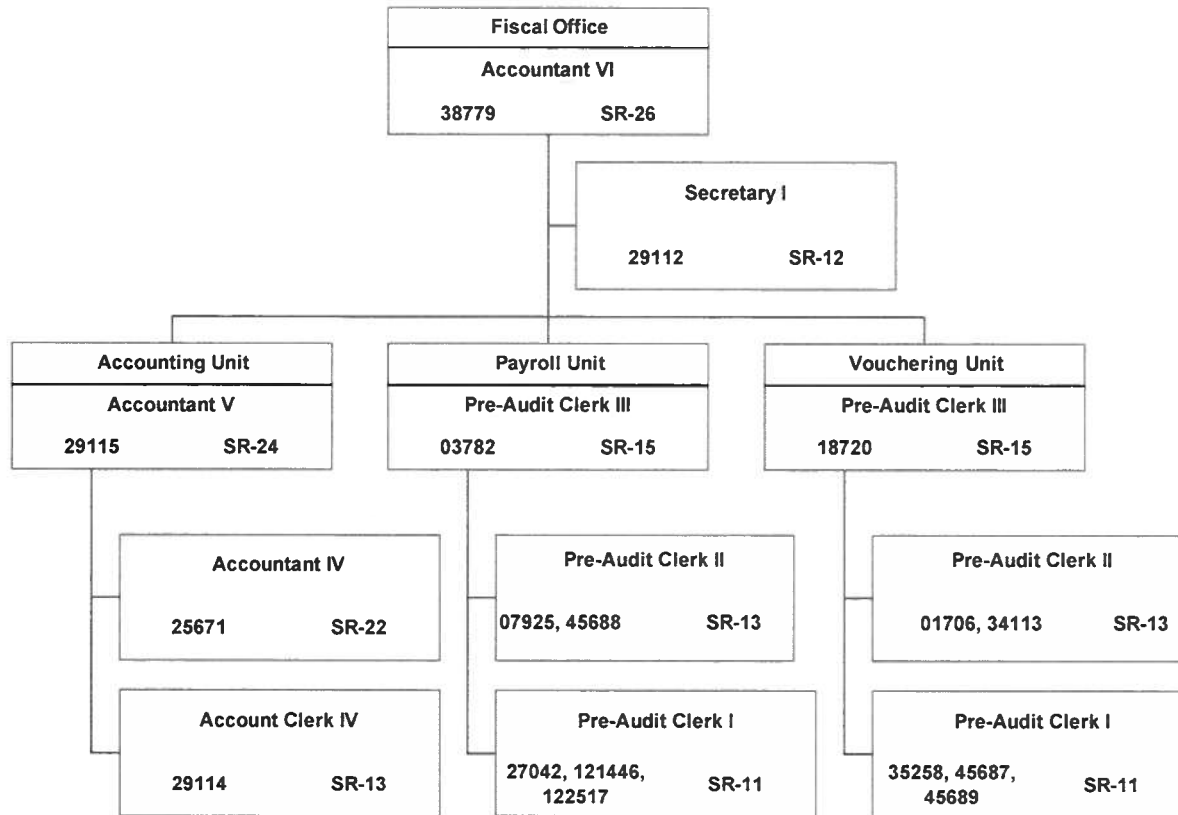 Fiscal Office
Accountant VI
38779 SR-26
Secretary I
29112 SR-12
Accounting Unit
Accountant V
29115 SR-24
Payroll Unit
Pre-Audit Clerk III
03782 SR-15
Vouchering Unit
Pre-Audit Clerk III
18720 SR-15
Accountant IV
25671 SR-22
Account Clerk IV
29114 SR-13
Pre-Audit Clerk II
07925, 45688 SR-13
Pre-Audit Clerk I
27042, 121446,
122517
SR-11
Pre-Audit Clerk II
01706, 34113 SR-13
Pre-Audit Clerk I
35258, 45687,
45689
SR-11